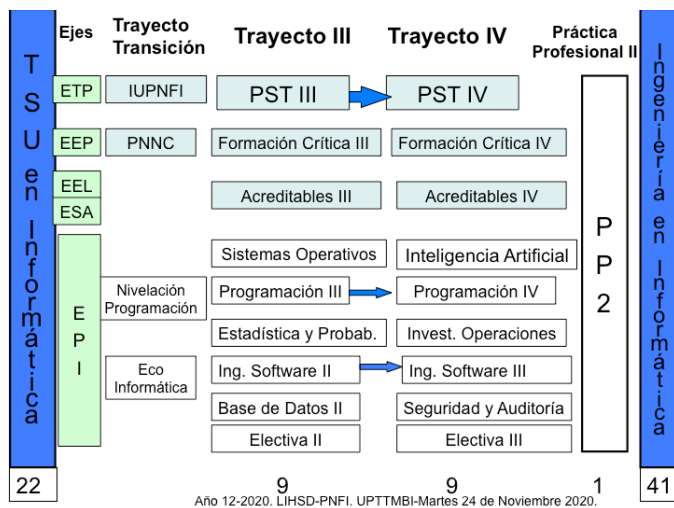 Ejes
Trayecto
Transición
Trayecto III
Trayecto IV
Práctica
Profesional II
TSU en Informática
ETP
IUPNFI
PST III
PST IV
EEP
PNNC
Formación Crítica III
Formación Crítica IV
EEL
ESA
Acreditables III
Acreditables IV
EPI
Sistemas Operativos
Inteligencia Artificial
Nivelación
Programación
Programación III
Programación IV
Estadística y Probab.
Invest. Operaciones
Eco
Informática
Ing. Software II
Ing. Software III
Base de Datos II
Seguridad y Auditoría
Electiva II
Electiva III
PP2
Ingeniería en Informática
22
9
9
1
41
Año 12-2020. LIHSD-PNFI. UPTTMBI-Martes 24 de Noviembre 2020.